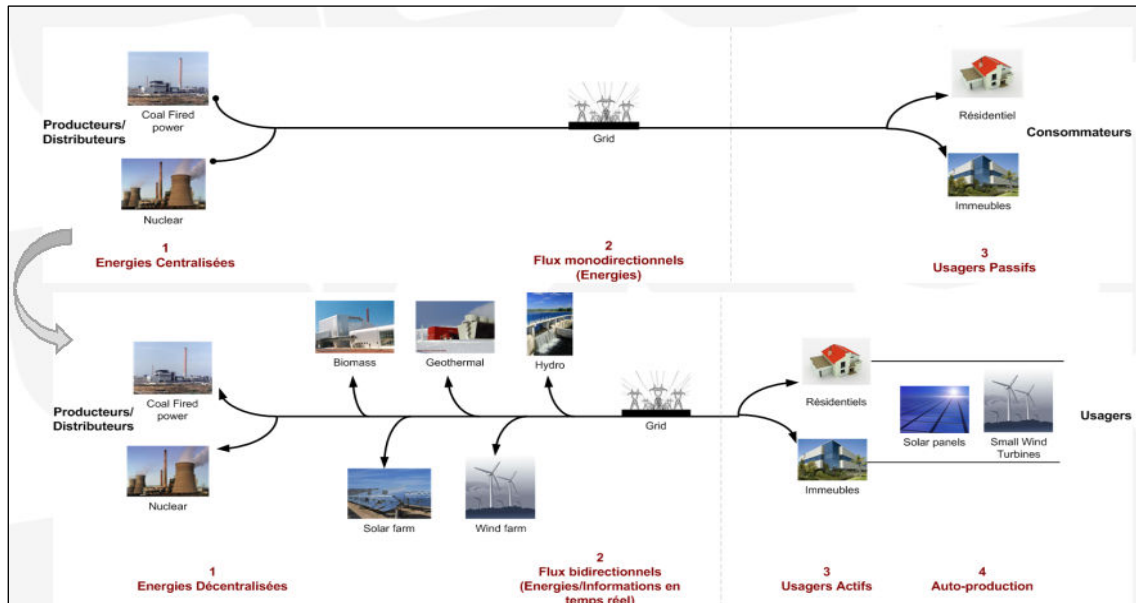 Coal Fired
power
Producteurs/
Distributeurs
Nuclear
Grid
Résidentiel
Consommateurs
Immeubles
1
Energies Centralisées
2
Flux monodirectionnels
(Energies)
3
Usagers Passifs
Biomass
Geothermal
Hydro
Coal Fired
power
Producteurs/
Distributeurs
Nuclear
Solar farm
Wind farm
Grid
Résidentiels
Immeubles
Solar panels
Small Wind
Turbines
Usagers
1
Energies Décentralisées
2
Flux bidirectionnels
(Energies/Informations en
temps réel)
3
Usagers Actifs
4
Auto-production